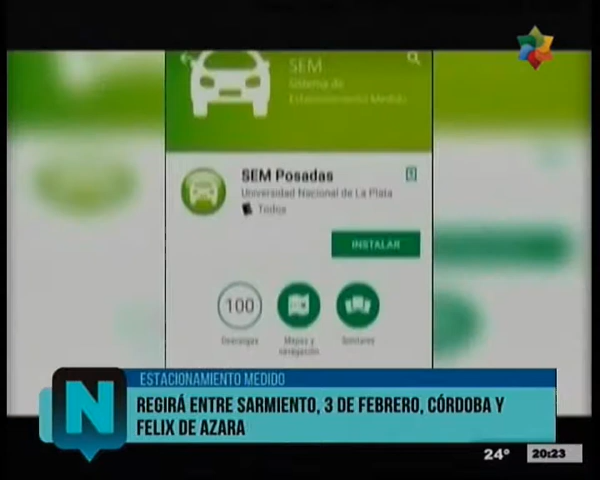 SEM
Sistema de
Estacionamiento Medido
SEM Posadas
Universidad Nacional de La Plata
Todos
INSTALAR
100
Descargas
Mapas y
navegación
Similares
N
ESTACIONAMIENTO MEDIDO
REGIRÁ ENTRE SARMIENTO, 3 DE FEBRERO, CÓRDOBA Y
FELIX DE AZARA
24° 20:23